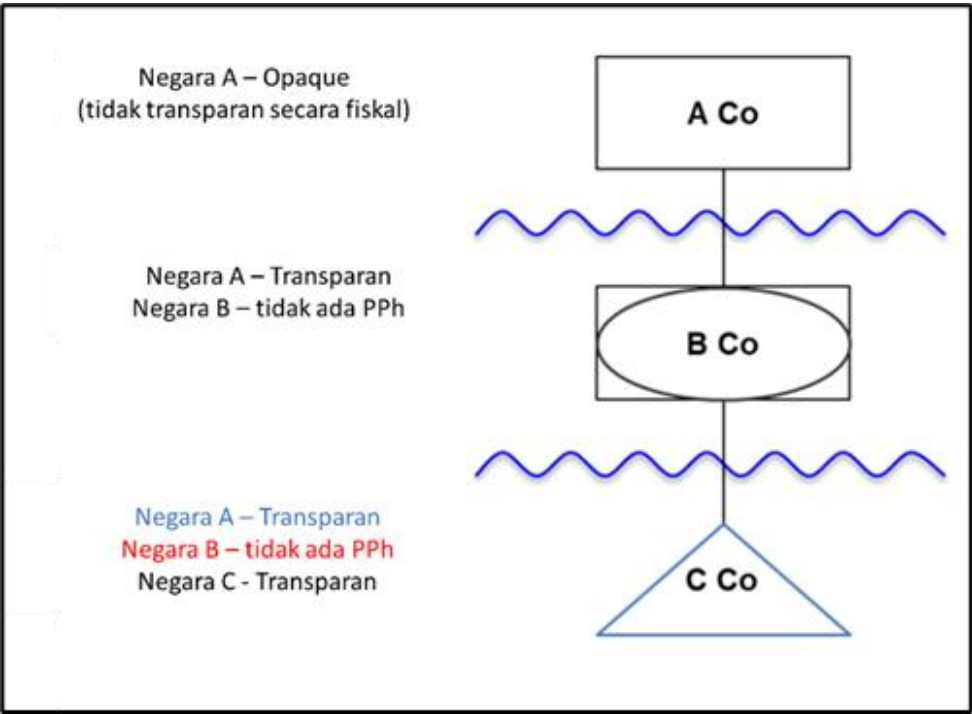 Negara A – Opaque
(tidak transparan secara fiskal)
A Co
Negara A – Transparan
Negara B – tidak ada PPh
B Co
Negara A – Transparan
Negara B – tidak ada PPh
Negara C - Transparan
C Co